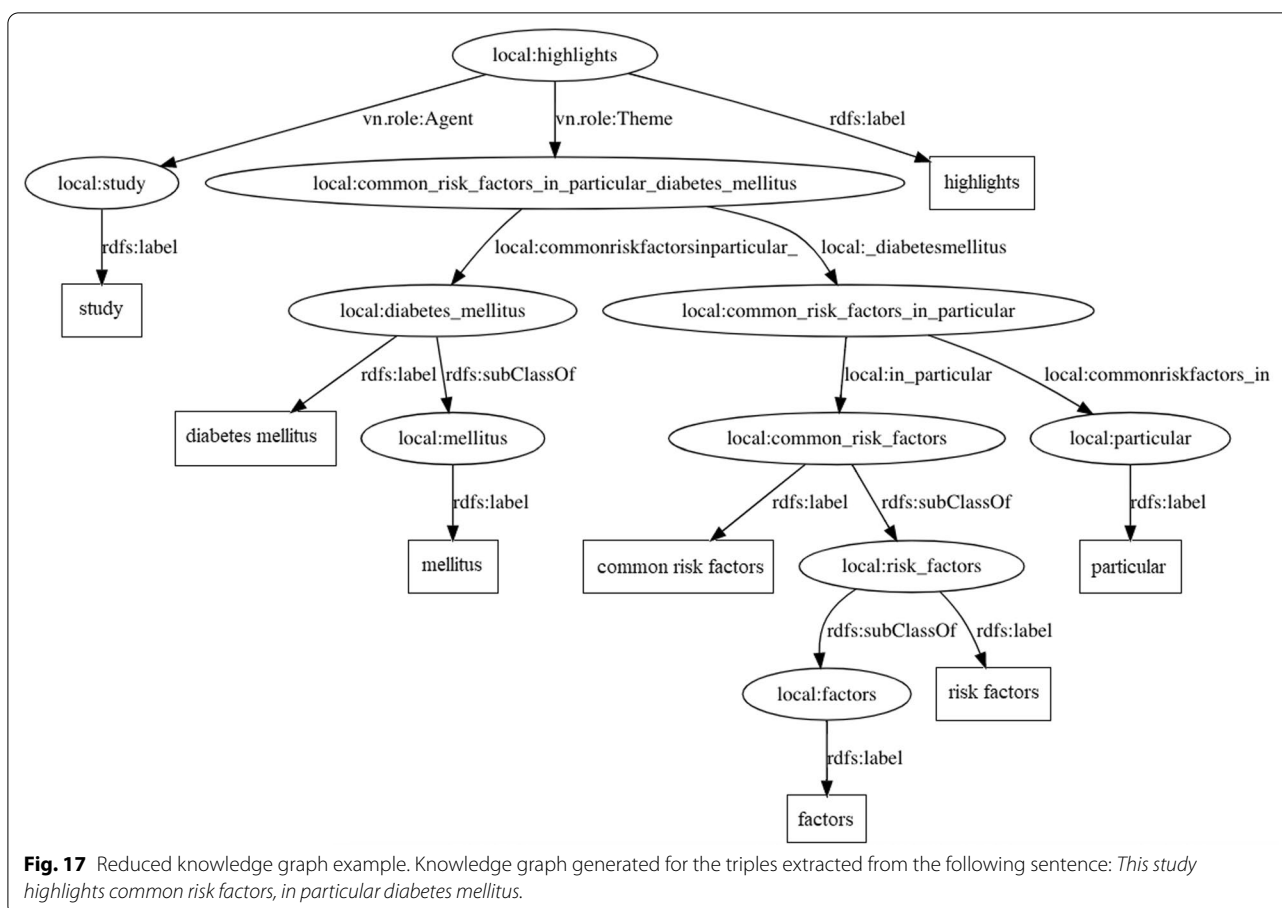 local:highlights
vn.role:Agent
vn.role:Theme
rdfs:label
local:study
local:common_risk_factors_in_particular_diabetes_mellitus
highlights
rdfs:label
local:commonriskfactorsinparticular_
local:_diabetesmellitus
study
local:diabetes_mellitus
local:common_risk_factors_in_particular
rdfs:label
rdfs:subClassOf
local:in_particular
local:commonriskfactors_in
diabetes mellitus
local:mellitus
local:common_risk_factors
local:particular
rdfs:label
rdfs:label
rdfs:subClassOf
rdfs:label
mellitus
common risk factors
local:risk_factors
particular
rdfs:subClassOf
rdfs:label
local:factors
risk factors
rdfs:label
factors
Fig. 17 Reduced knowledge graph example. Knowledge graph generated for the triples extracted from the following sentence: This study
highlights common risk factors, in particular diabetes mellitus.